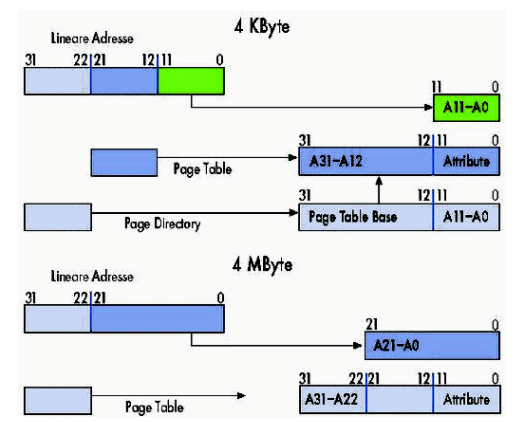 4 KByte
Lineare Adresse
31 22 21 12 11 0
11 0
A11-A0
31 12 11 0
Page Table A31-A12 Attribute
31 12 11 0
Page Directory Page Table Base A11-A0
4 MByte
Lineare Adresse
31 22 21 0
21 0
A21-A0
31 22 21 12 11 0
Page Table A31-A22 Attribute